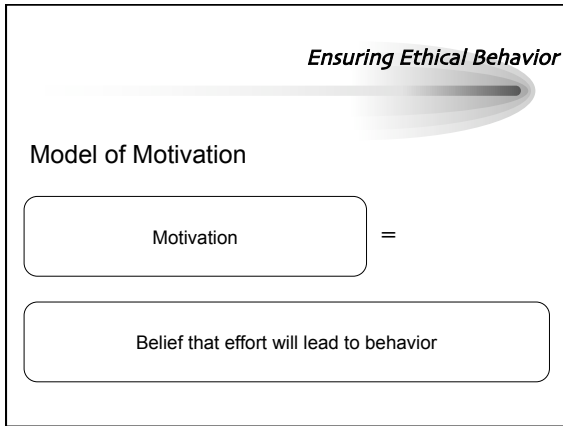 Ensuring Ethical Behavior
Model of Motivation
Motivation
=
Belief that effort will lead to behavior